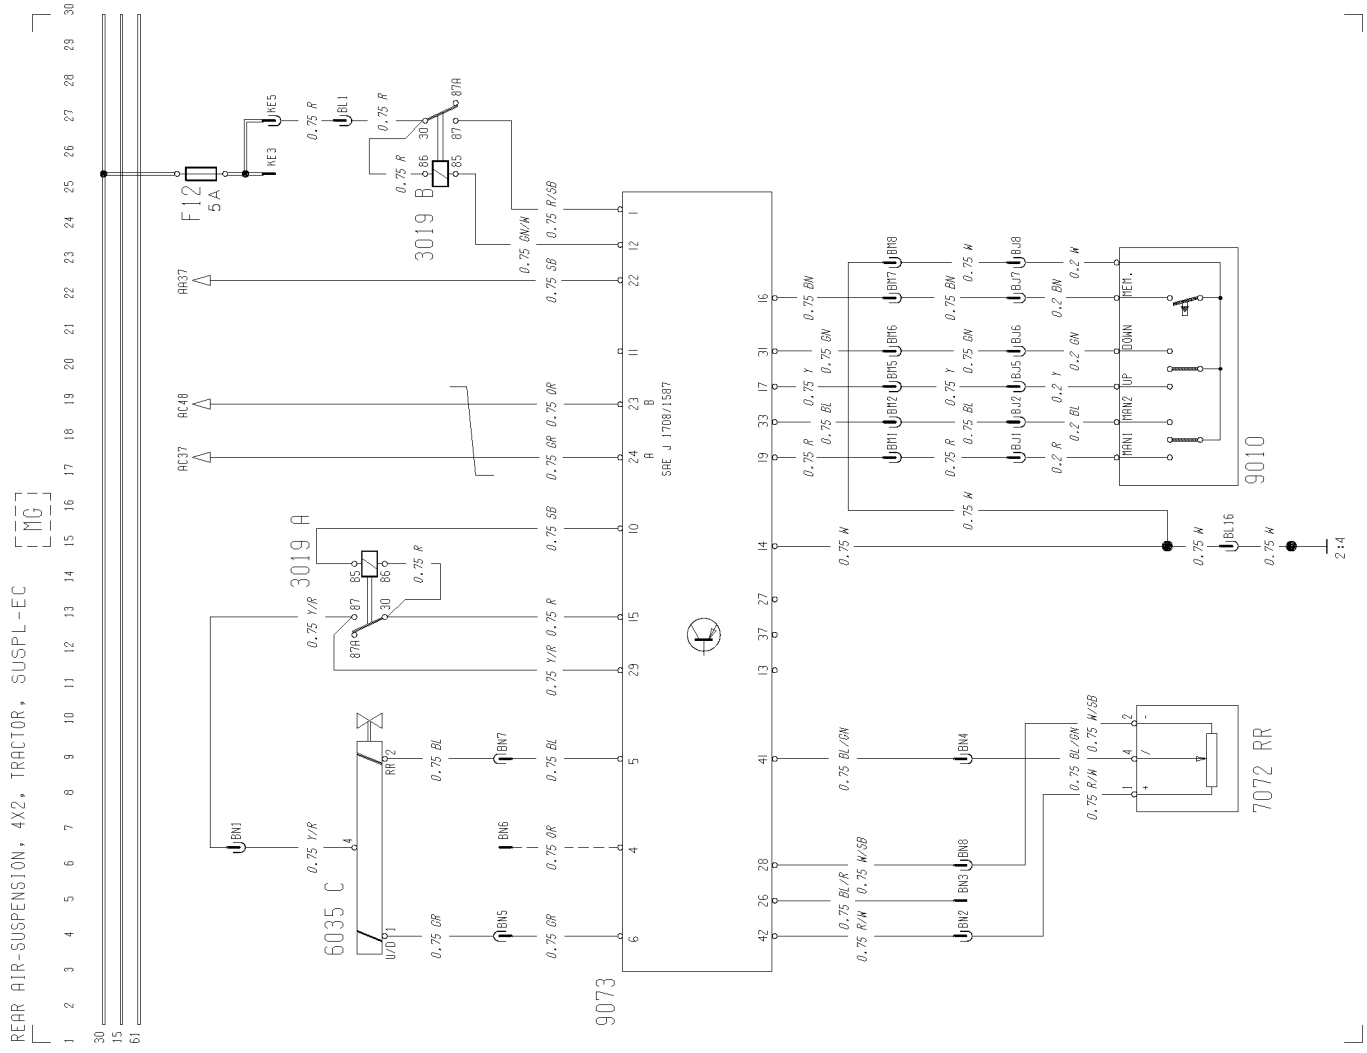 REAR AIR-SUSPENSION, 4X2, TRACTOR, SUSPL-EC
[MG]
1 2 3 4 5 6 7 8 9 10 11 12 13 14 15 16 17 18 19 20 21 22 23 24 25 26 27 28 29 30
30
15
61
F12
5A
KE3
KE5
0.75 R
BL1
0.75 R
87A
30
87
0.75 R
86
85
3019 B
0.75 R/SB
0.75 GN/W
1
12
AA37
0.75 SB
22
11
AC48
0.75 OR
23 B
AC37
0.75 GR
24 A
SAE J 1708/1587
3019 A
0.75 SB
10
85
86
0.75 R
0.75 Y/R
87
30
87A
0.75 R
15
0.75 Y/R
29
BN1
0.75 Y/R
4
6035 C
RR 2
0.75 BL
BN7
0.75 BL
5
BN6
0.75 OR
4
U/D 1
0.75 GR
BN5
0.75 GR
6
9073
16
0.75 BN
BM7
0.75 BN
BJ7
0.2 BN
BM8
0.75 W
BJ8
0.2 W
MEM.
31
0.75 GN
BM6
0.75 GN
BJ6
0.2 GN
DOWN
17
0.75 Y
BM5
0.75 Y
BJ5
0.2 Y
UP
33
0.75 BL
BM2
0.75 BL
BJ2
0.2 BL
MAN2
19
0.75 R
BM1
0.75 R
BJ1
0.2 R
MAN1
9010
0.75 W
14
0.75 W
0.75 W
BL16
0.75 W
2:4
27
37
13
41
0.75 BL/GN
BN4
0.75 BL/GN
4
/
28
0.75 W/SB
BN8
0.75 W/SB
2
-
26
0.75 BL/R
BN3
42
0.75 R/W
BN2
0.75 R/W
1
+
7072 RR